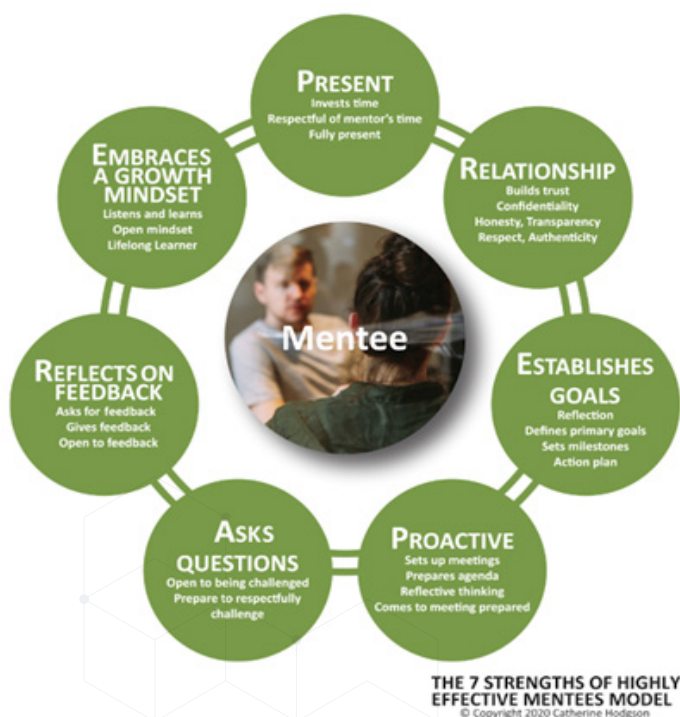 PRESENT
Invests time
Respectful of mentor's time
Fully present
RELATIONSHIP
Builds trust
Confidentiality
Honesty, Transparency
Respect, Authenticity
ESTABLISHES
GOALS
Reflection
Defines primary goals
Sets milestones
Action plan
PROACTIVE
Sets up meetings
Prepares agenda
Reflective thinking
Comes to meeting prepared
ASKS
QUESTIONS
Open to being challenged
Prepare to respectfully
challenge
REFLECTS ON
FEEDBACK
Asks for feedback
Gives feedback
Open to feedback
EMBRACES
A GROWTH
MINDSET
Listens and learns
Open mindset
Lifelong Learner
Mentee
THE 7 STRENGTHS OF HIGHLY
EFFECTIVE MENTEES MODEL
© Copyright 2020 Catherine Hodgson